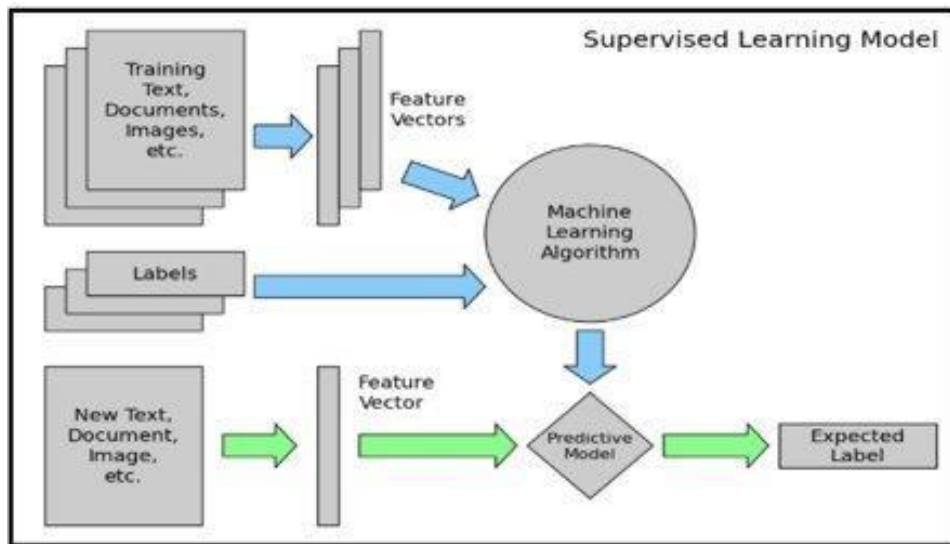 Supervised Learning Model
Training
Text,
Documents,
Images,
etc.
Feature
Vectors
Machine
Learning
Algorithm
Labels
New Text,
Document,
Image,
etc.
Feature
Vector
Predictive
Model
Expected
Label